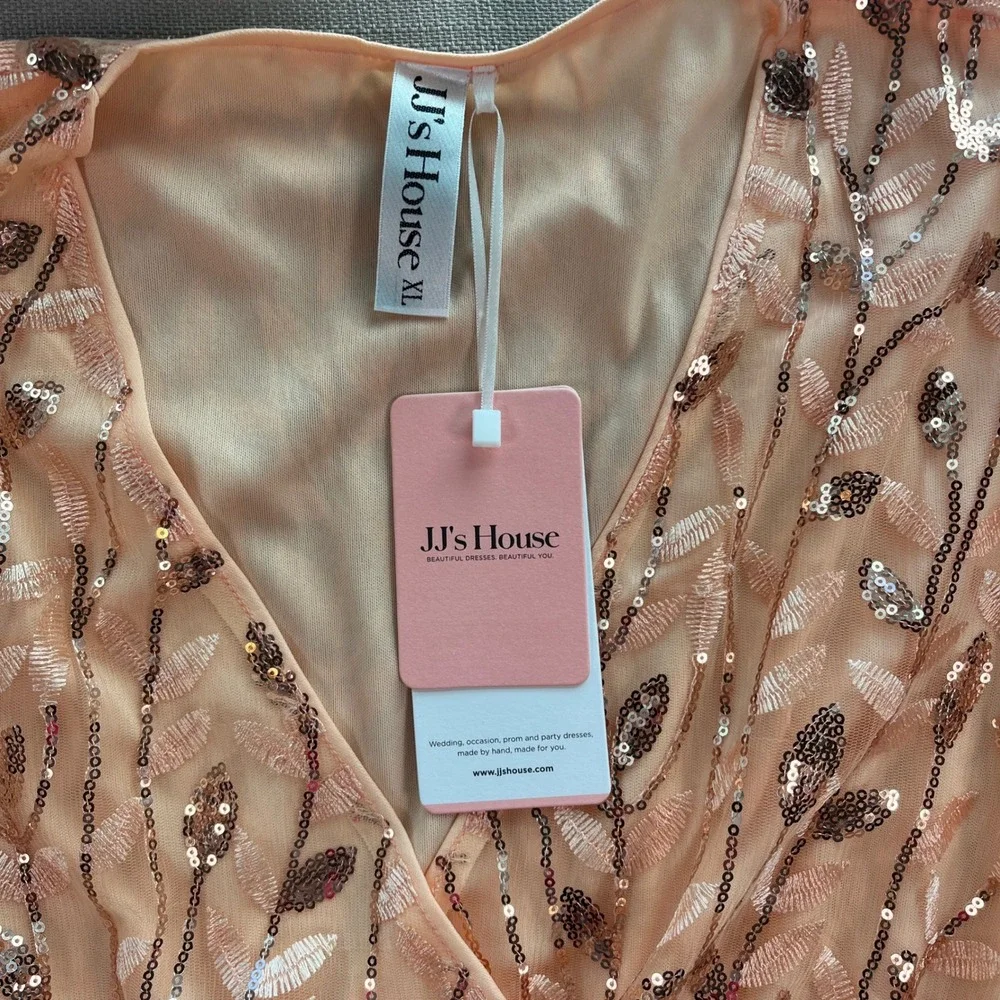 JJ's House XL
JJ's House
BEAUTIFUL DRESSES. BEAUTIFUL YOU.
Wedding, occasion, prom and party dresses,
made by hand, made for you.
www.jjshouse.com